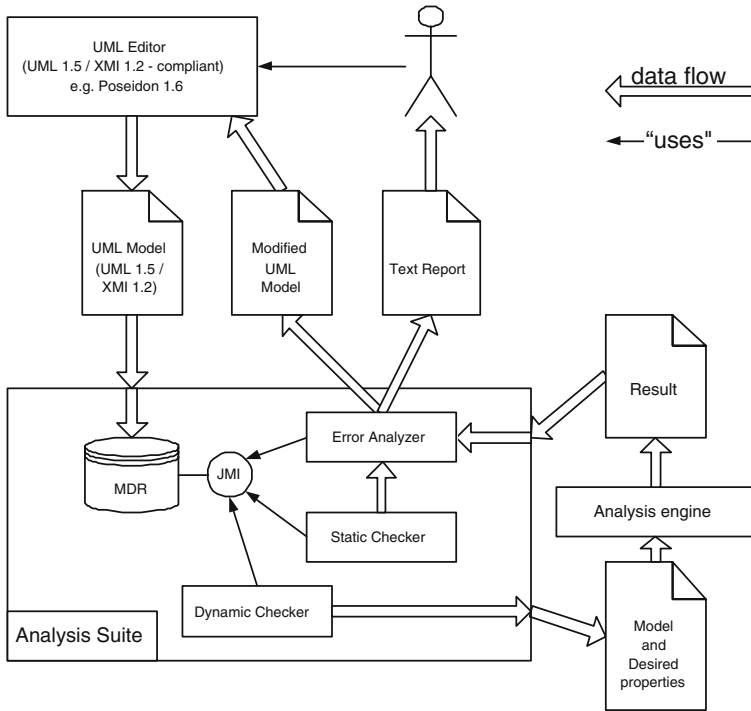 UML Editor
(UML 1.5 / XMI 1.2 - compliant)
e.g. Poseidon 1.6
data flow
“uses"
UML Model
(UML 1.5 /
XMI 1.2)
Modified
UML
Model
Text Report
Result
Error Analyzer
MDR
JMI
Analysis engine
Static Checker
Dynamic Checker
Analysis Suite
Model
and
Desired
properties